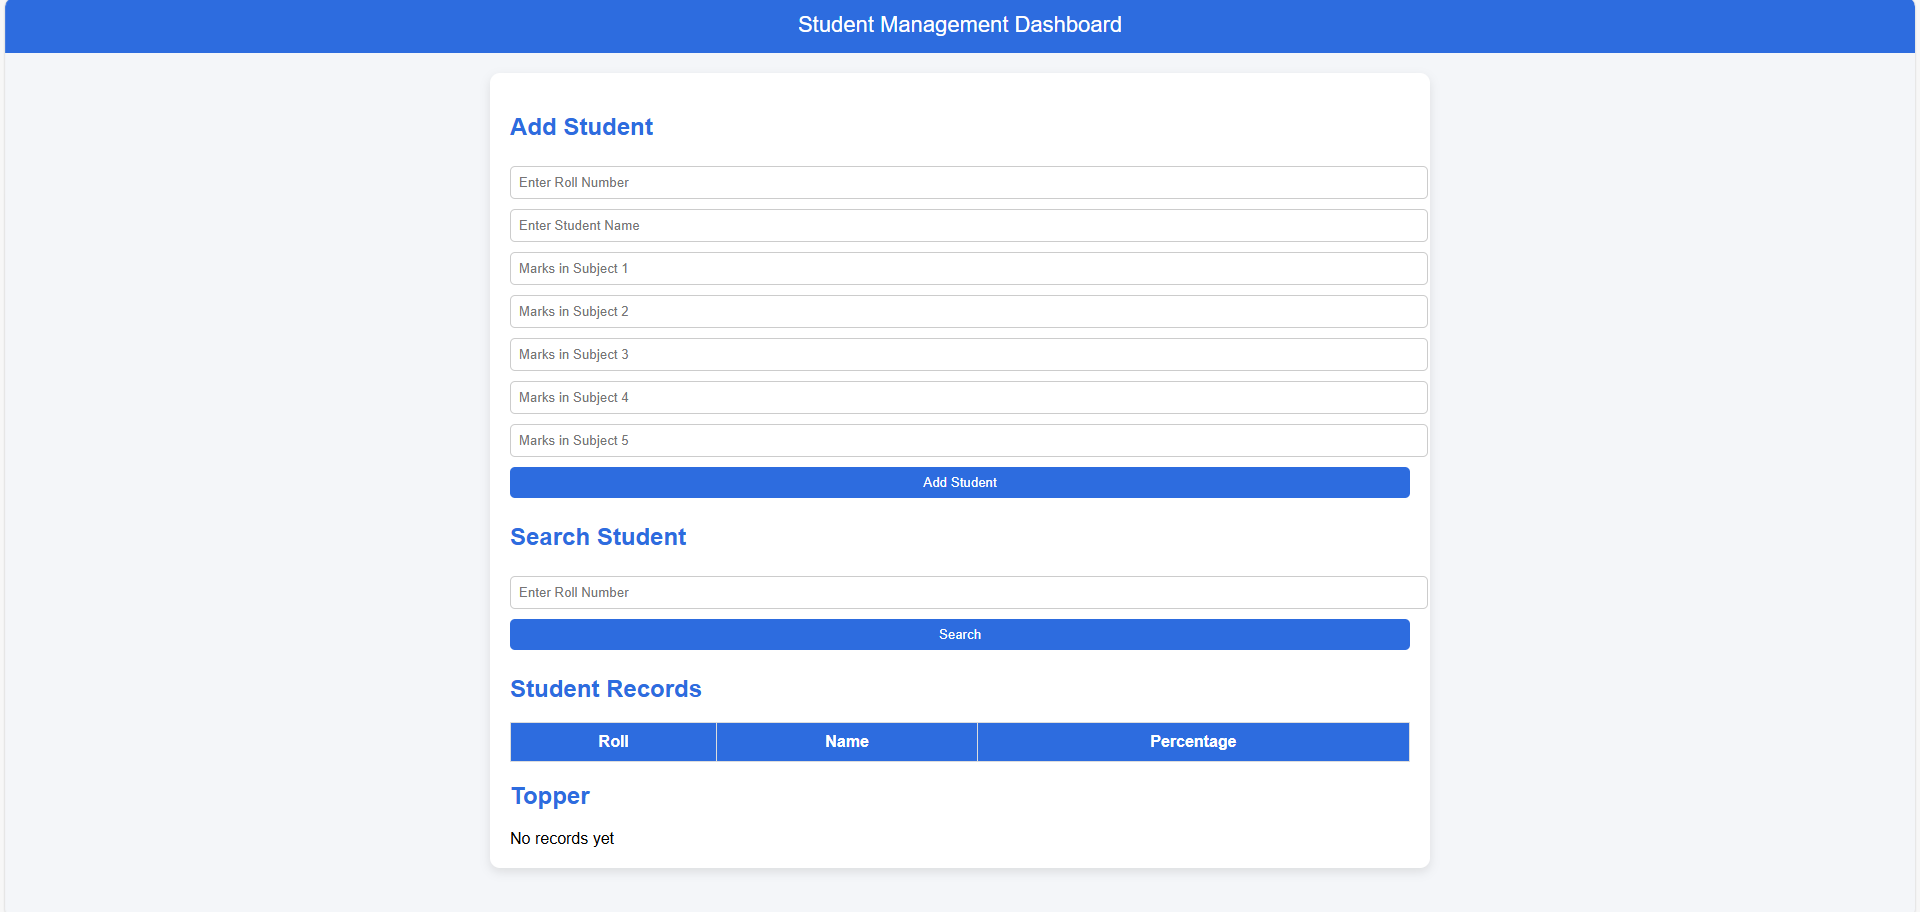 Student Management Dashboard
Add Student
Enter Roll Number
Enter Student Name
Marks in Subject 1
Marks in Subject 2
Marks in Subject 3
Marks in Subject 4
Marks in Subject 5
Add Student
Search Student
Enter Roll Number
Search
Student Records
Roll Name Percentage
Topper
No records yet